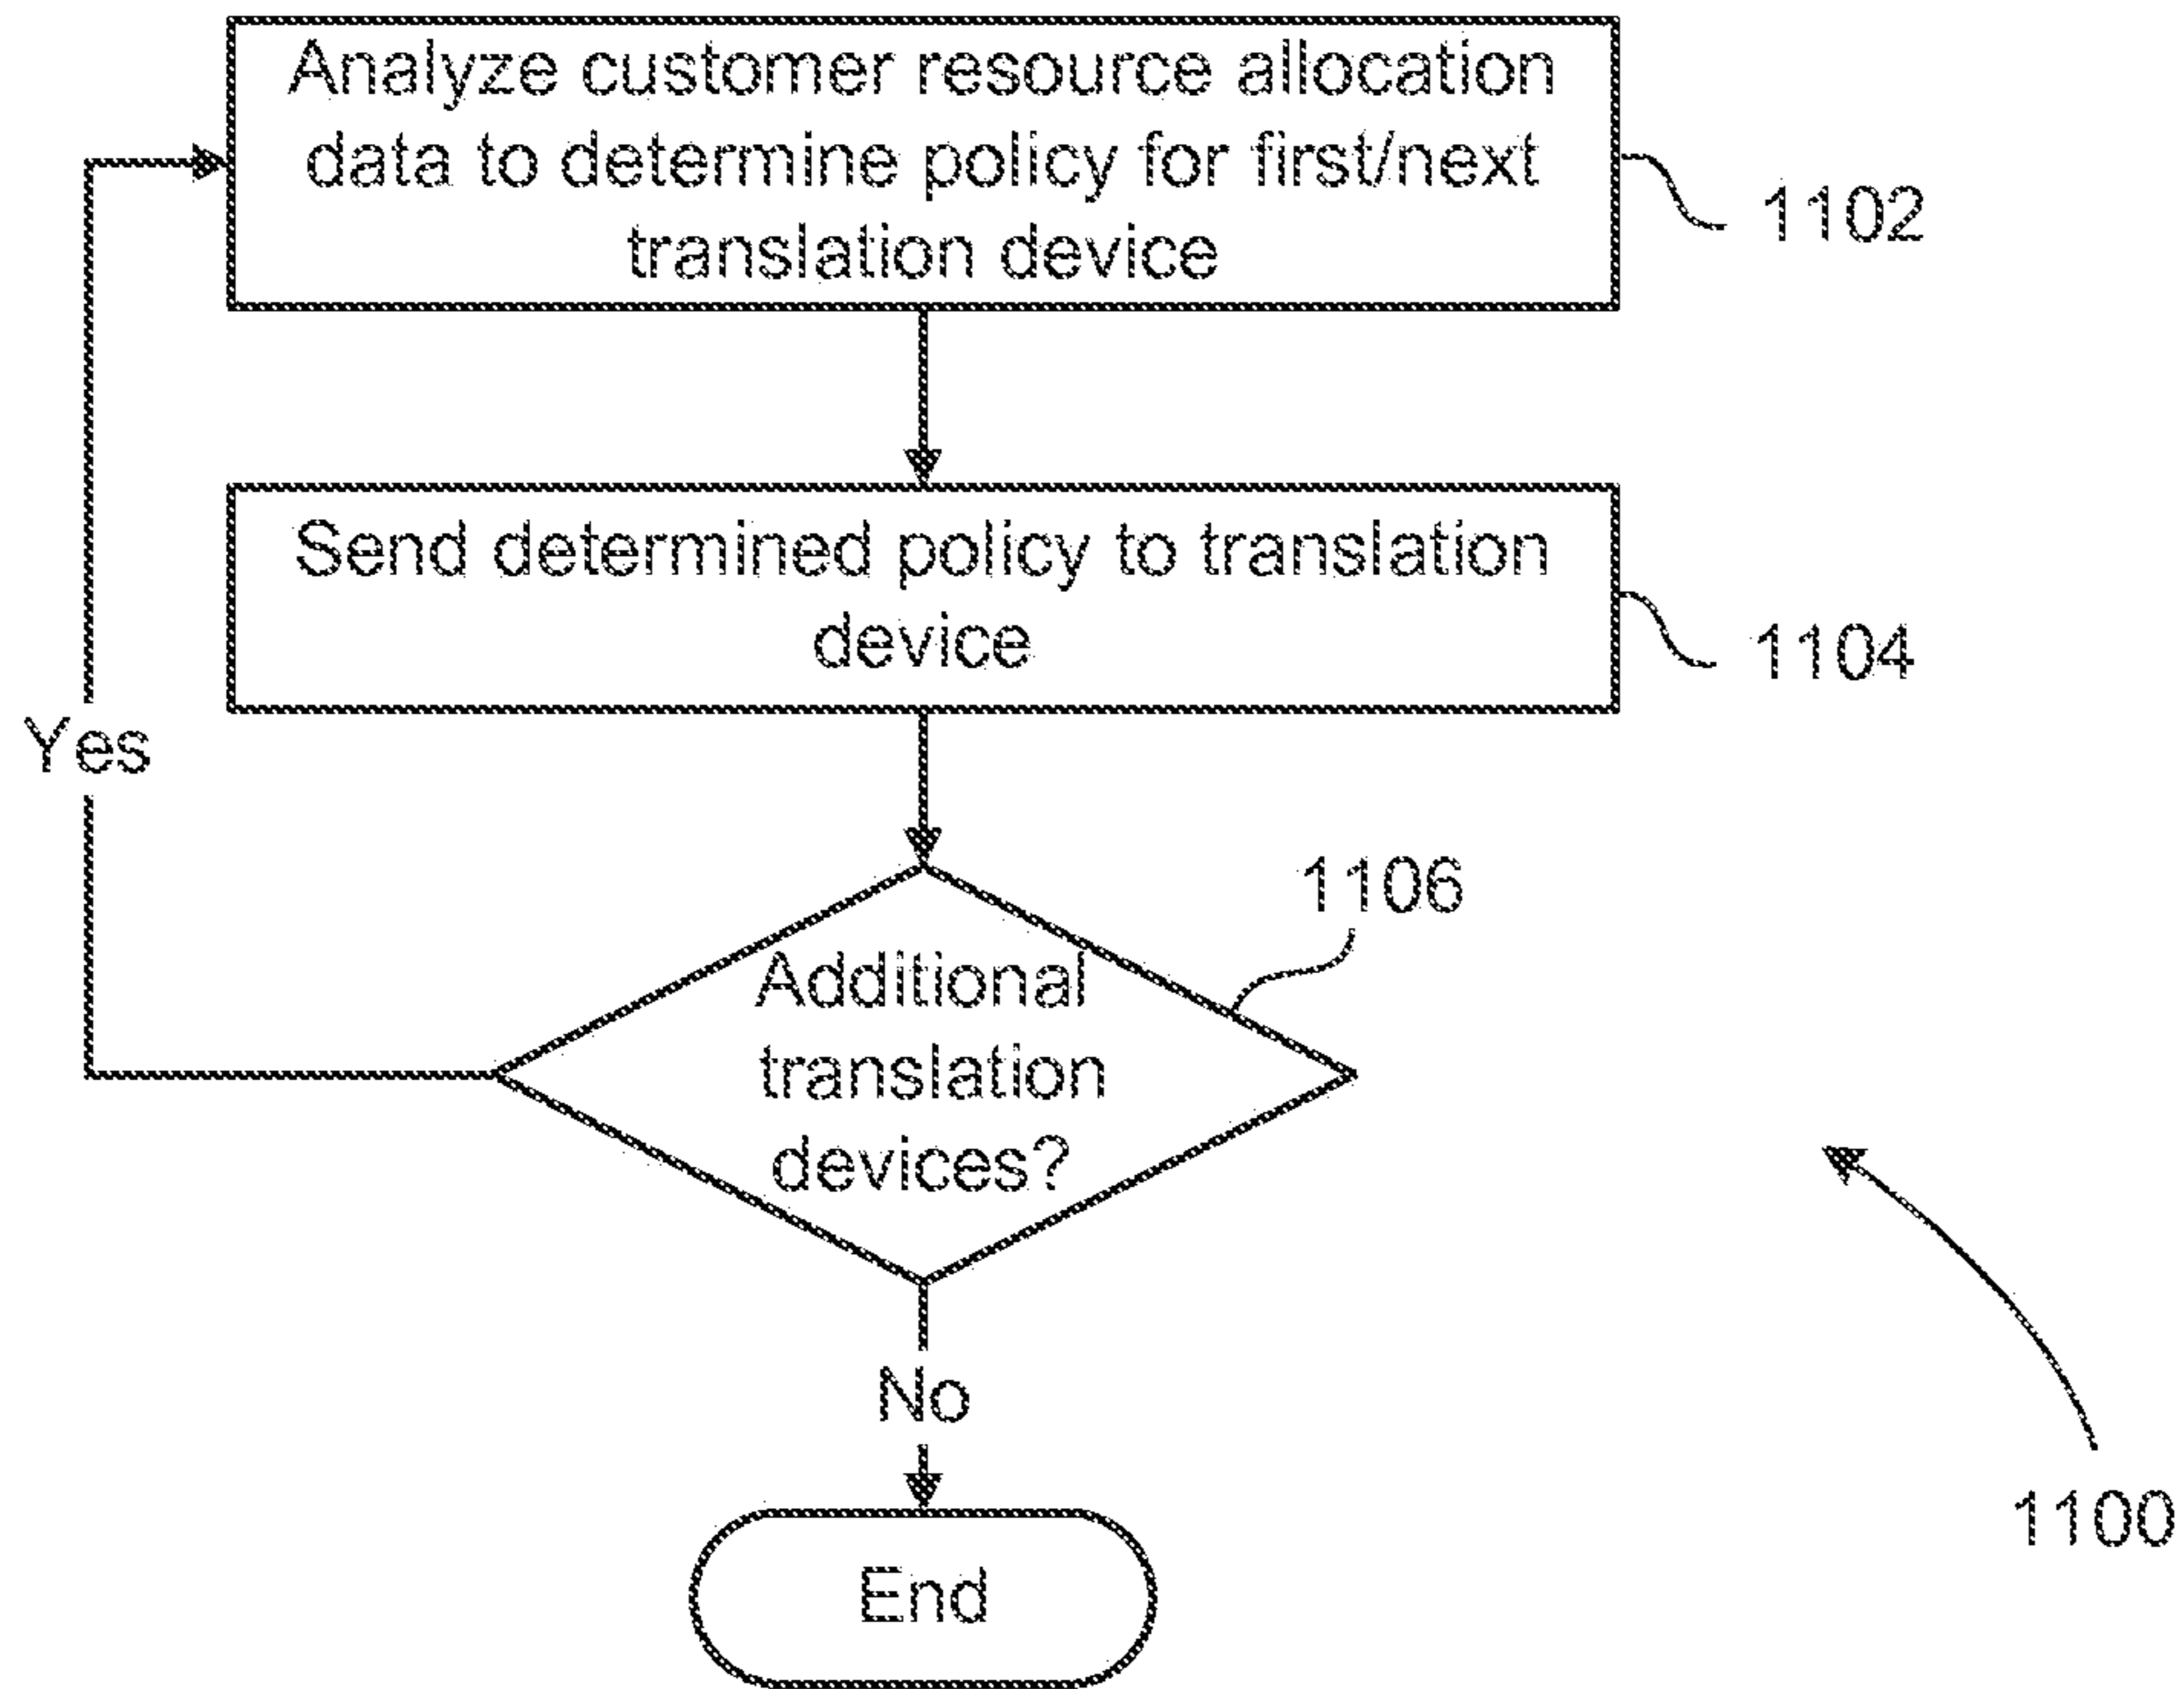 Analyze customer resource allocation
data to determine policy for first/next
translation device
1102
Send determined policy to translation
device
1104
Yes
1106
Additional
translation
devices?
No
End
1100